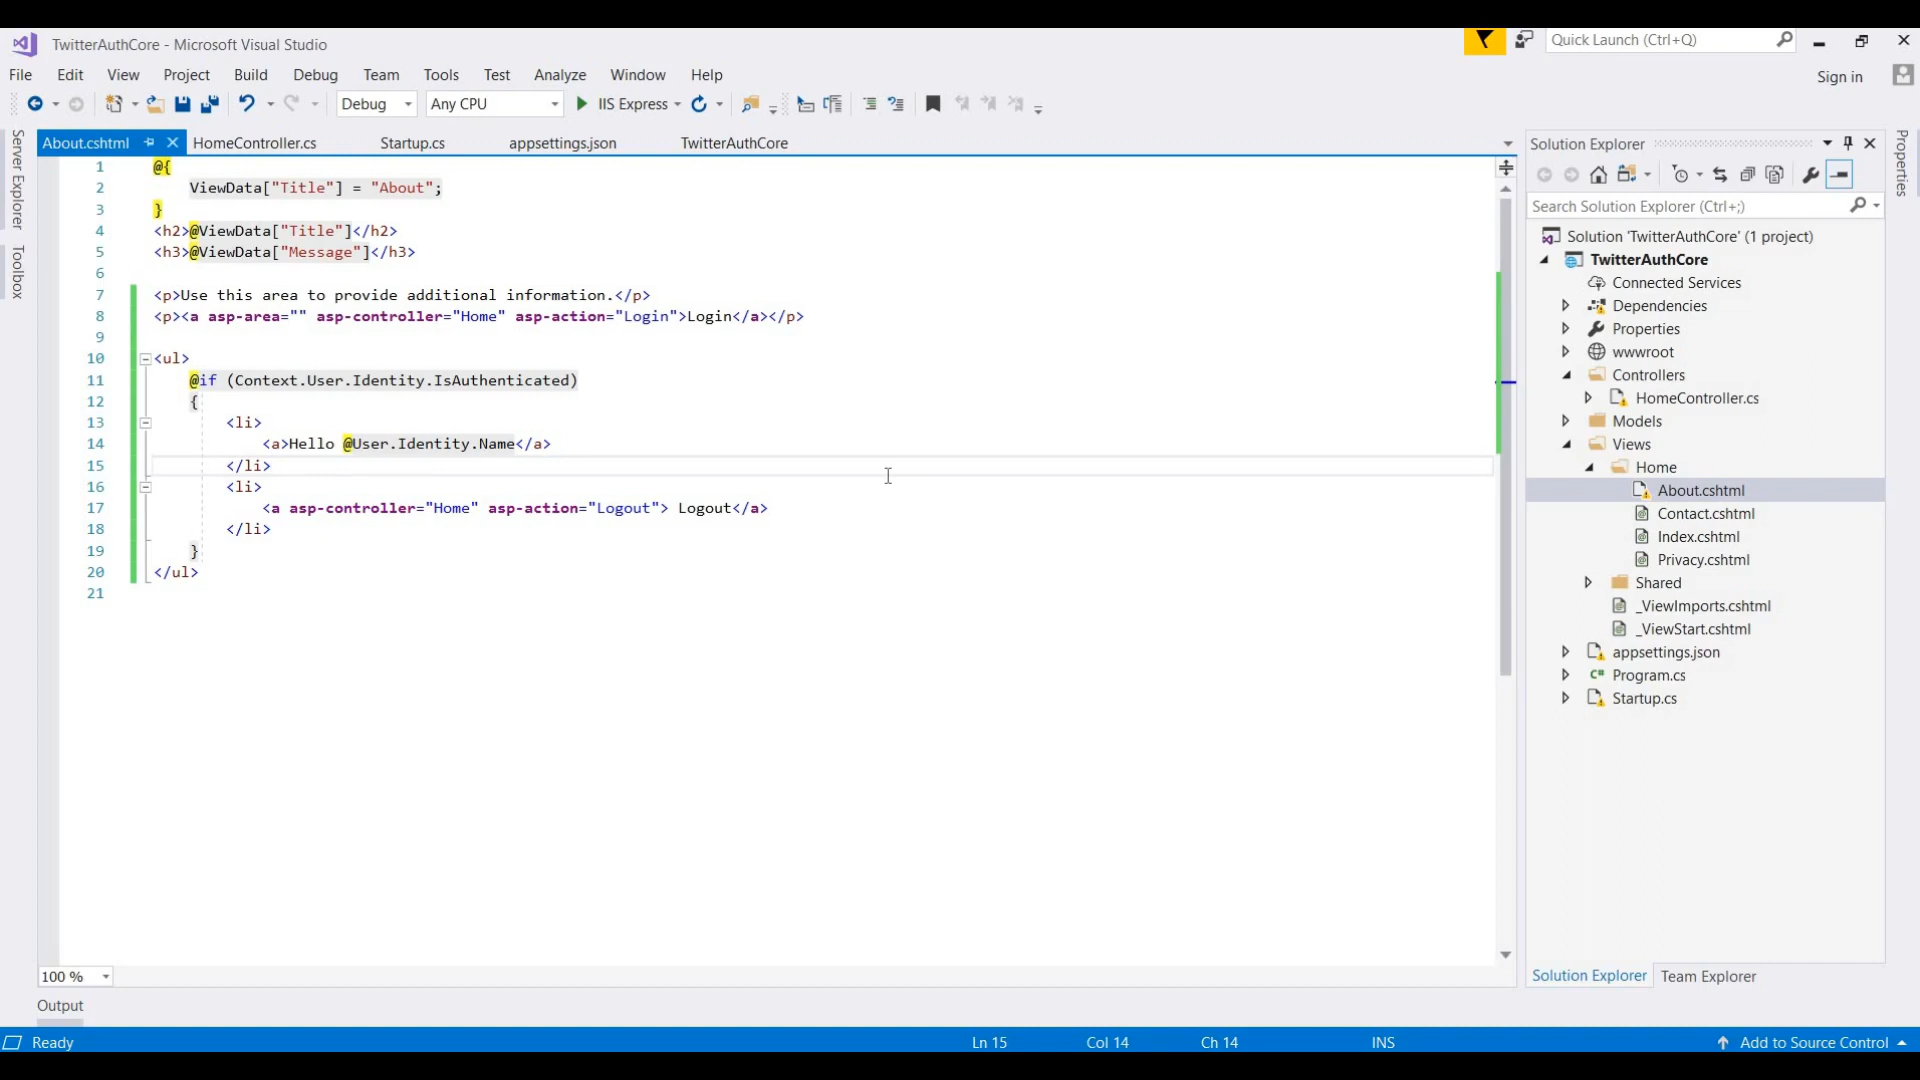 TwitterAuthCore - Microsoft Visual Studio
Quick Launch (Ctrl+Q)
File Edit View Project Build Debug Team Tools Test Analyze Window Help
Sign in
Debug Any CPU IIS Express
Server Explorer
Toolbox
About.cshtml HomeController.cs Startup.cs appsettings.json TwitterAuthCore
1 @{
2 ViewData["Title"] = "About";
3 }
4 <h2>@ViewData["Title"]</h2>
5 <h3>@ViewData["Message"]</h3>
6
7 <p>Use this area to provide additional information.</p>
8 <p><a asp-area="" asp-controller="Home" asp-action="Login">Login</a></p>
9
10 <ul>
11 @if (Context.User.Identity.IsAuthenticated)
12 {
13 <li>
14 <a>Hello @User.Identity.Name</a>
15 </li>
16 <li>
17 <a asp-controller="Home" asp-action="Logout"> Logout</a>
18 </li>
19 }
20 </ul>
21
100 %
Output
Solution Explorer
Search Solution Explorer (Ctrl+;)
Solution 'TwitterAuthCore' (1 project)
TwitterAuthCore
Connected Services
Dependencies
Properties
wwwroot
Controllers
HomeController.cs
Models
Views
Home
About.cshtml
Contact.cshtml
Index.cshtml
Privacy.cshtml
Shared
_ViewImports.cshtml
_ViewStart.cshtml
appsettings.json
C# Program.cs
Startup.cs
Solution Explorer Team Explorer
Properties
Ready Ln 15 Col 14 Ch 14 INS Add to Source Control